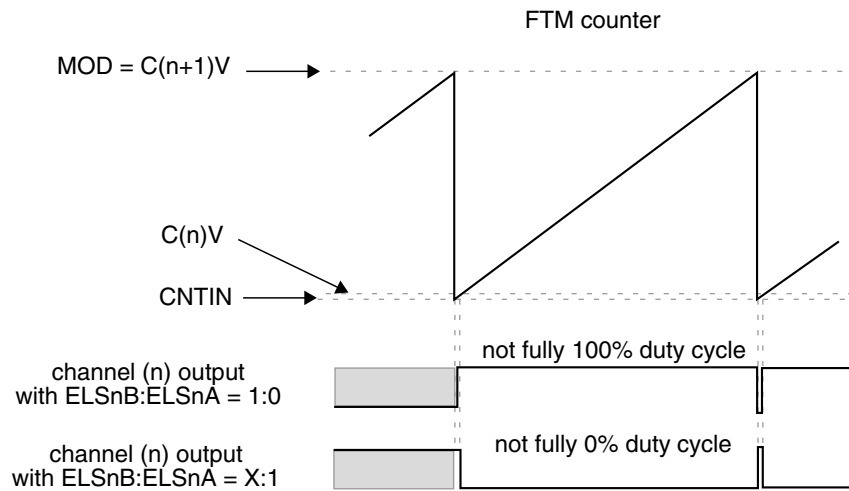 FTM counter
MOD = C(n+1)V
C(n)V
CNTIN
not fully 100% duty cycle
channel (n) output
with ELSnB:ELSnA = 1:0
not fully 0% duty cycle
channel (n) output
with ELSnB:ELSnA = X:1